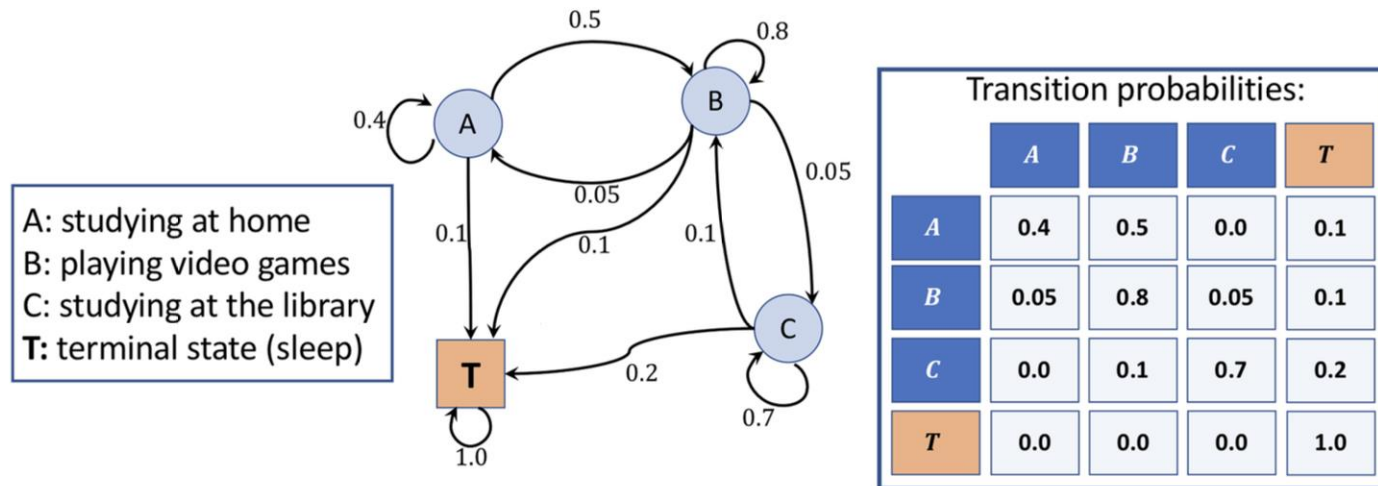 A: studying at home
B: playing video games
C: studying at the library
T: terminal state (sleep)
0.5
0.8
0.4
A
B
0.05
0.05
0.1
0.1
0.1
C
T
0.2
0.7
1.0
Transition probabilities:
A B C T
A 0.4 0.5 0.0 0.1
B 0.05 0.8 0.05 0.1
C 0.0 0.1 0.7 0.2
T 0.0 0.0 0.0 1.0